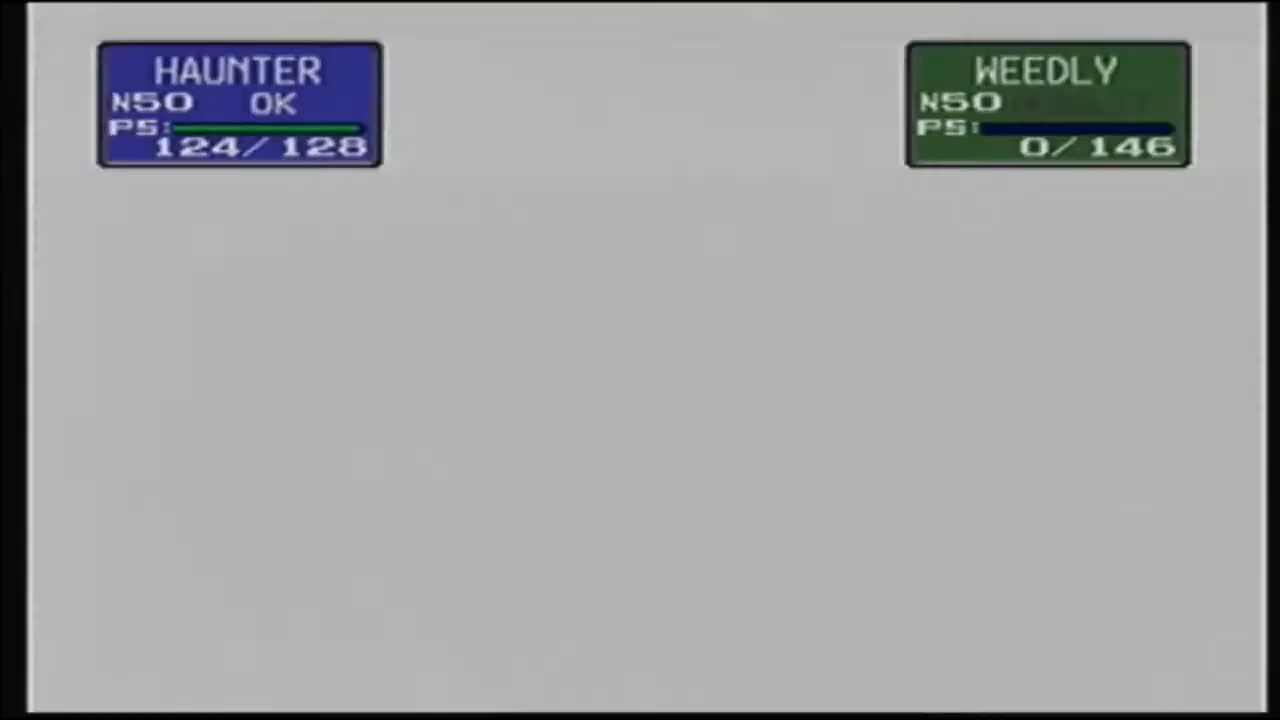 HAUNTER
N50 OK
PS:
124/128
WEEDLY
N50
PS:
0/146